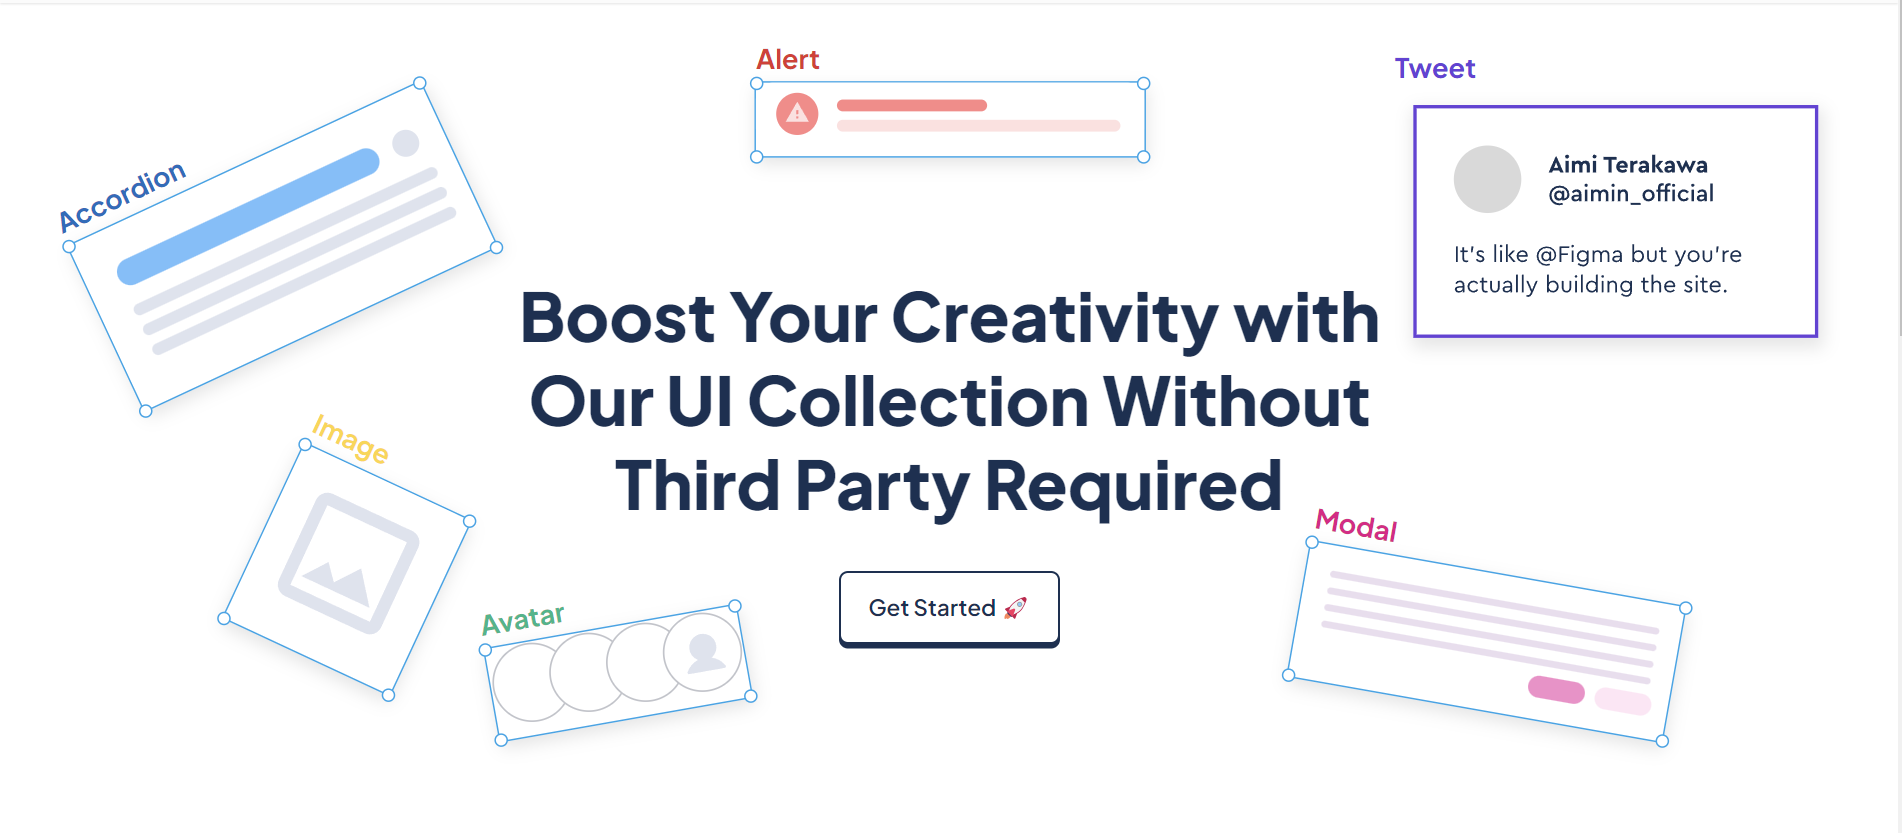 Alert
Tweet
Accordion
Aimi Terakawa
@aimin_official
It's like @Figma but you're
actually building the site.
Boost Your Creativity with
Our UI Collection Without
Third Party Required
Image
Modal
Get Started 🚀
Avatar